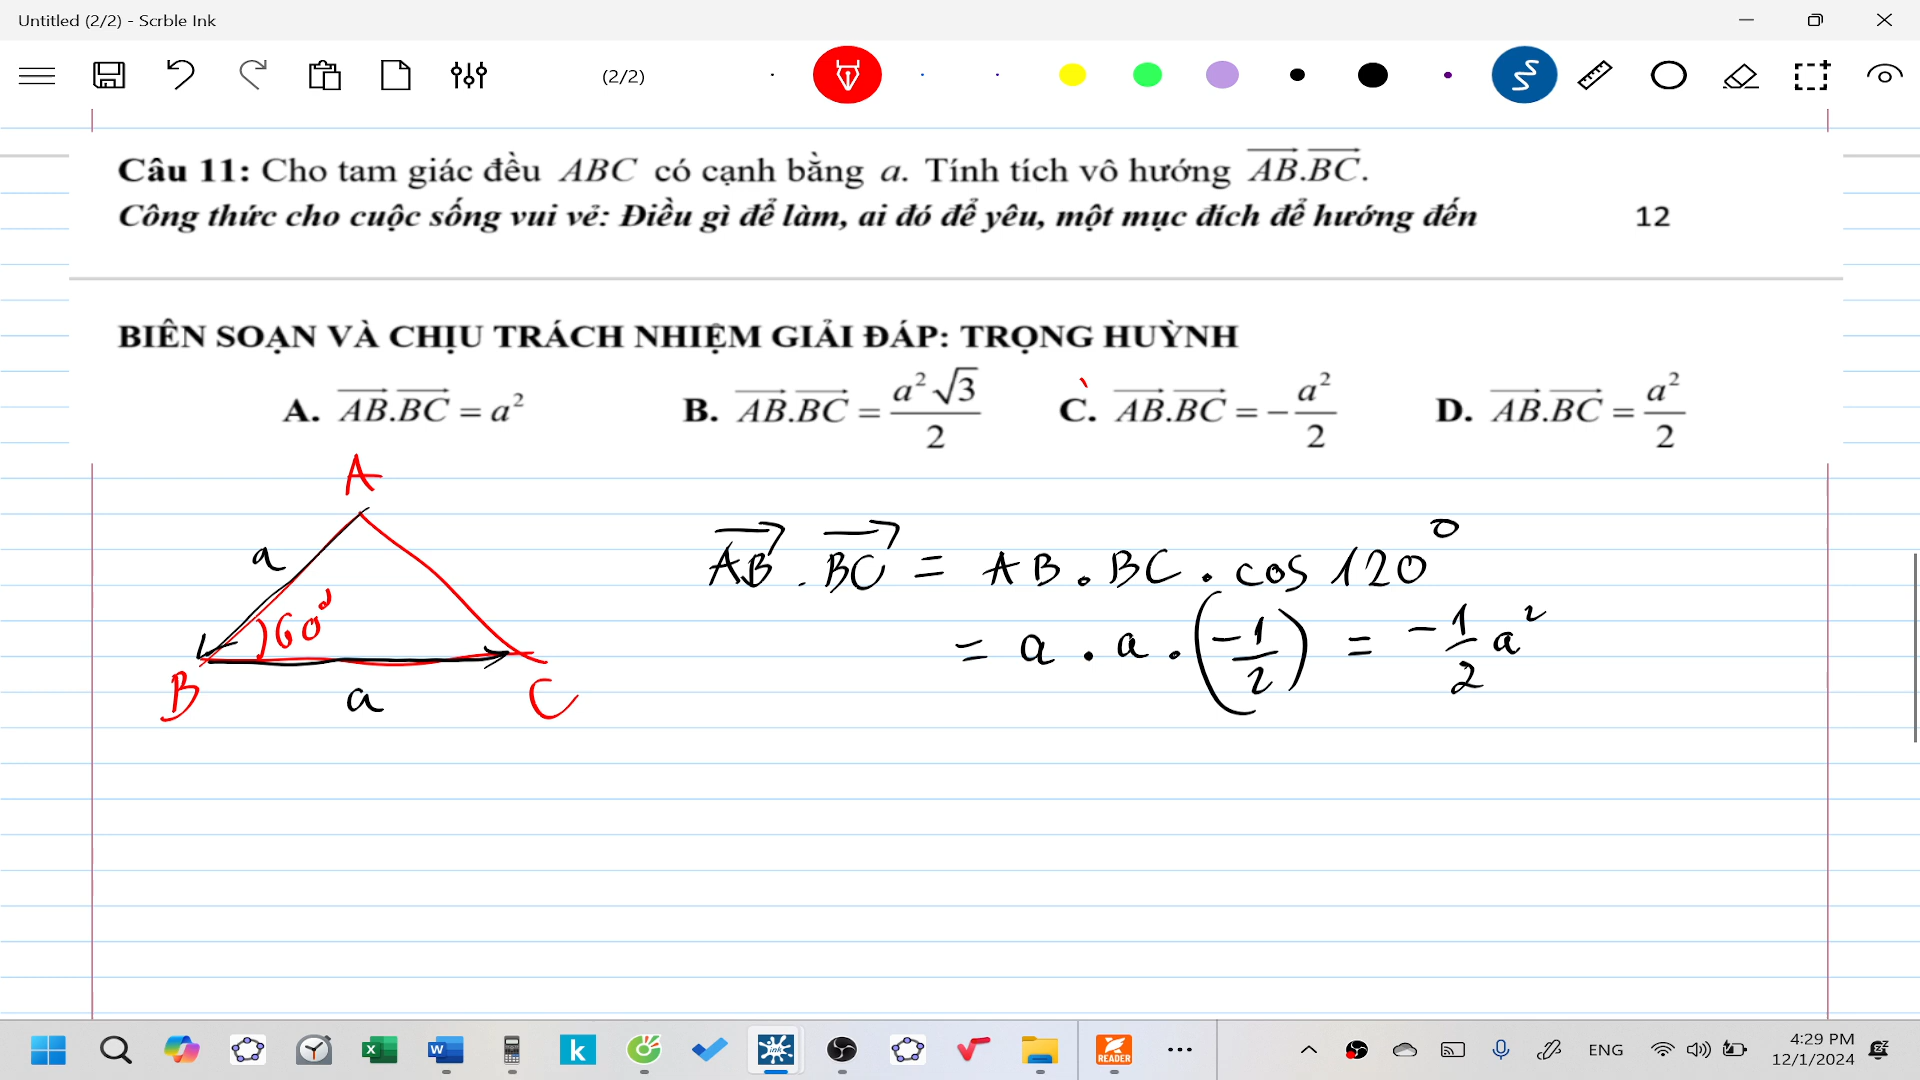 Untitled (2/2) - Scrble Ink
(2/2)
Câu 11: Cho tam giác đều ABC có cạnh bằng a. Tính tích vô hướng AB.BC.
Công thức cho cuộc sống vui vẻ: Điều gì để làm, ai đó để yêu, một mục đích để hướng đến 12
BIÊN SOẠN VÀ CHỊU TRÁCH NHIỆM GIẢI ĐÁP: TRỌNG HUỲNH
A. AB.BC = a² B. AB.BC = a²√3/2 C. AB.BC = -a²/2 D. AB.BC = a²/2
A
AB . BC = AB . BC . cos 120°
a
60°
= a . a . (-1/2) = -1/2 a²
B a C
ink
READER
ENG
4:29 PM
12/1/2024